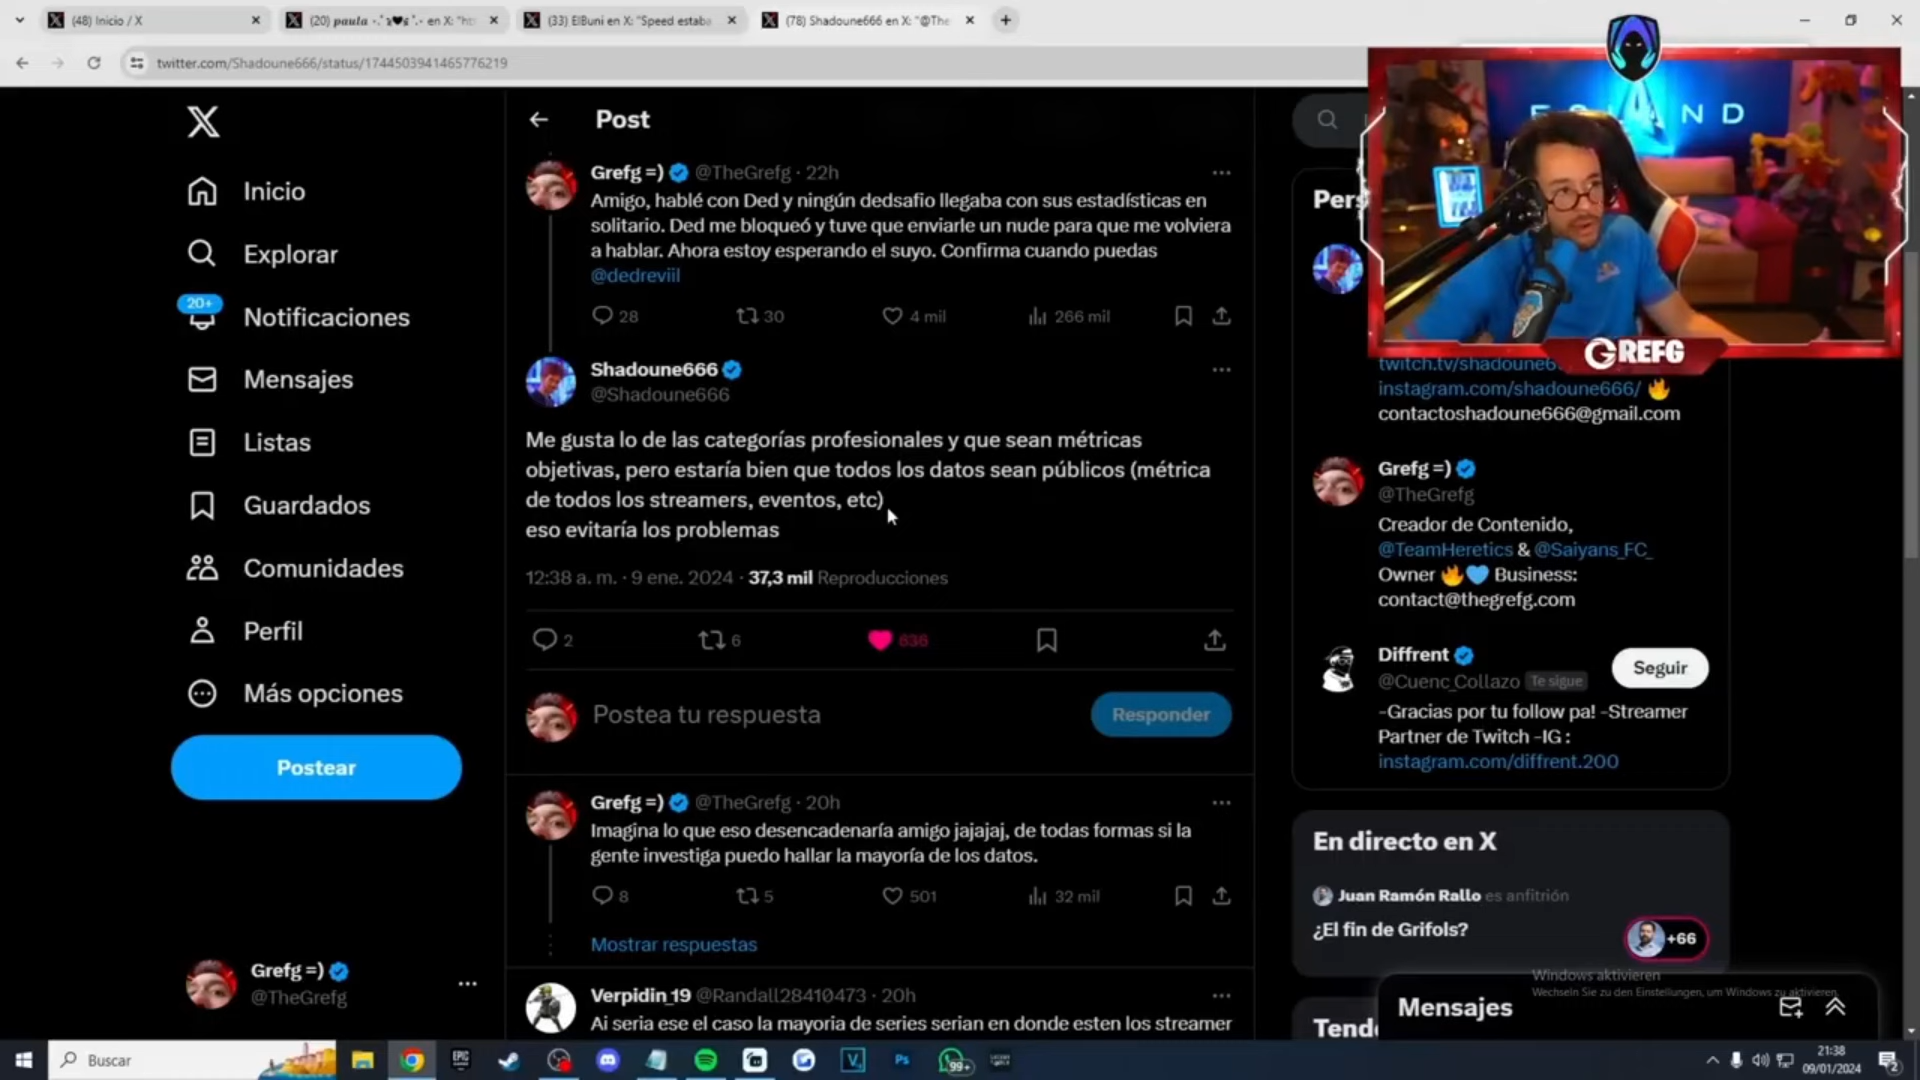 (48) Inicio / X
(20) paula
en X: "ht
(33) ElBuni en X: "Speed estaba
(78) Shadoune666 en X: "@The
twitter.com/Shadoune666/status/1744503941465776219
Inicio
Explorar
20+
Notificaciones
Mensajes
Listas
Guardados
Comunidades
Perfil
Más opciones
Postear
Grefg =)
@TheGrefg
Post
Grefg =) @TheGrefg · 22h
Amigo, hablé con Ded y ningún dedsafio llegaba con sus estadísticas en
solitario. Ded me bloqueó y tuve que enviarle un nude para que me volviera
a hablar. Ahora estoy esperando el suyo. Confirma cuando puedas
@dedreviil
28 30 4 mil 266 mil
Shadoune666
@Shadoune666
Me gusta lo de las categorías profesionales y que sean métricas
objetivas, pero estaría bien que todos los datos sean públicos (métrica
de todos los streamers, eventos, etc)
eso evitaría los problemas
12:38 a. m. · 9 ene. 2024 · 37,3 mil Reproducciones
2 6 636
Postea tu respuesta
Responder
Grefg =) @TheGrefg · 20h
Imagina lo que eso desencadenaría amigo jajajaj, de todas formas si la
gente investiga puedo hallar la mayoría de los datos.
8 5 501 32 mil
Mostrar respuestas
Verpidin_19 @Randall28410473 · 20h
Ai seria ese el caso la mayoria de series serian en donde esten los streamer
Pers
N D
GREFG
twitch.tv/shadoune6
instagram.com/shadoune666/
contactoshadoune666@gmail.com
Grefg =)
@TheGrefg
Creador de Contenido,
@TeamHeretics & @Saiyans_FC_
Owner Business:
contact@thegrefg.com
Diffrent
@Cuenc_Collazo Te sigue
Seguir
-Gracias por tu follow pa! -Streamer
Partner de Twitch -IG :
instagram.com/diffrent.200
En directo en X
Juan Ramón Rallo es anfitrión
¿El fin de Grifols?
+66
Windows aktivieren
Wechseln Sie zu den Einstellungen, um Windows zu aktivieren.
Mensajes
Tende
Buscar
EPIC
Ps
99+
21:38
09/01/2024
2